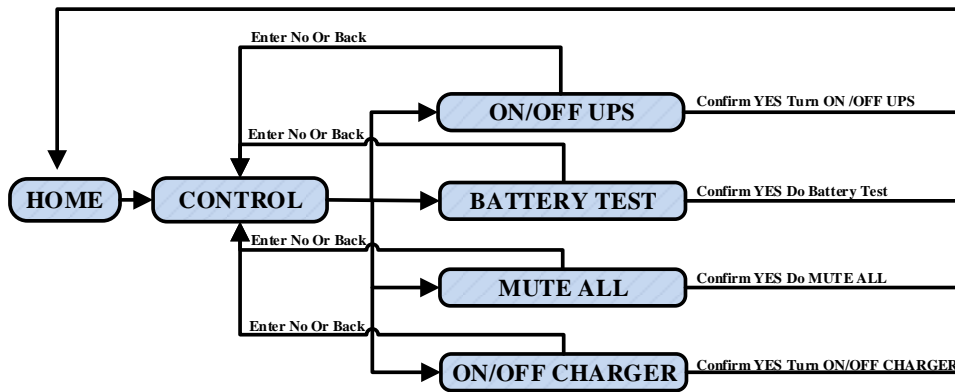 Enter No Or Back
ON/OFF UPS
Confirm YES Turn ON /OFF UPS
Enter No Or Back
HOME
CONTROL
BATTERY TEST
Confirm YES Do Battery Test
Enter No Or Back
MUTE ALL
Confirm YES Do MUTE ALL
Enter No Or Back
ON/OFF CHARGER
Confirm YES Turn ON/OFF CHARGER